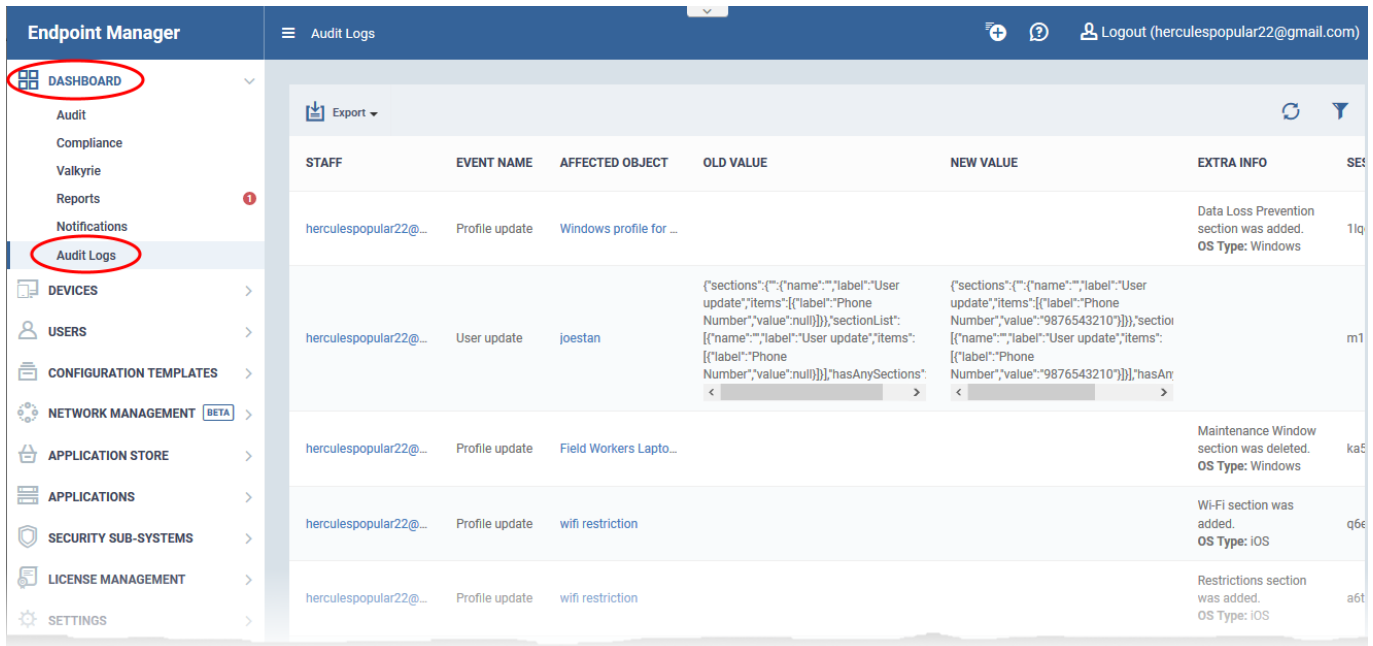 Endpoint Manager
Audit Logs
Logout (herculespopular22@gmail.com)
DASHBOARD
Audit
Compliance
Valkyrie
Reports 1
Notifications
Audit Logs
DEVICES
USERS
CONFIGURATION TEMPLATES
NETWORK MANAGEMENT BETA
APPLICATION STORE
APPLICATIONS
SECURITY SUB-SYSTEMS
LICENSE MANAGEMENT
SETTINGS
Export
STAFF EVENT NAME AFFECTED OBJECT OLD VALUE NEW VALUE EXTRA INFO SES
herculespopular22@... Profile update Windows profile for ...
Data Loss Prevention
section was added.
OS Type: Windows
1lq
herculespopular22@... User update joestan
{"sections":{"":{"name":"","label":"User
update","items":[{"label":"Phone
Number","value":null}]}},"sectionList":
[{"name":"","label":"User update","items":
[{"label":"Phone
Number","value":null}]}],"hasAnySections":
{"sections":{"":{"name":"","label":"User
update","items":[{"label":"Phone
Number","value":"9876543210"}]}},"section
[{"name":"","label":"User update","items":
[{"label":"Phone
Number","value":"9876543210"}]}],"hasAn
m1
herculespopular22@... Profile update Field Workers Lapto...
Maintenance Window
section was deleted.
OS Type: Windows
ka5
herculespopular22@... Profile update wifi restriction
Wi-Fi section was
added.
OS Type: iOS
q6e
herculespopular22@... Profile update wifi restriction
Restrictions section
was added.
OS Type: iOS
a6t